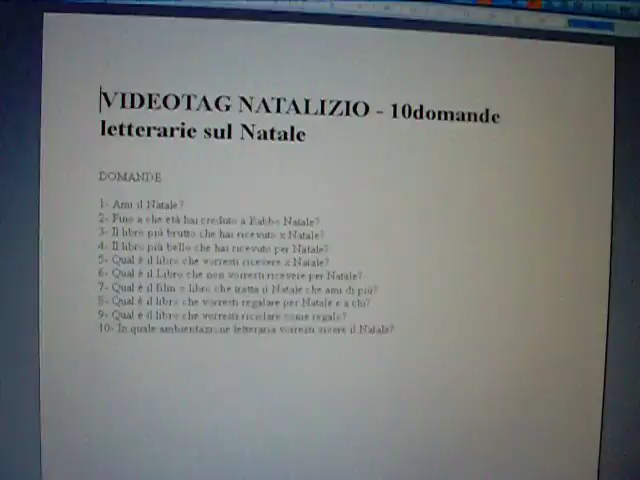 VIDEOTAG NATALIZIO - 10domande
letterarie sul Natale
DOMANDE
1- Ami il Natale?
2- Fino a che età hai creduto a Babbo Natale?
3- Il libro più brutto che hai ricevuto x Natale?
4- Il libro più bello che hai ricevuto per Natale?
5- Qual è il libro che vorresti ricevere x Natale?
6- Qual è il Libro che non vorresti ricevere per Natale?
7- Qual è il film o libro che tratta il Natale che ami di più?
8- Qual è il libro che vorresti regalare per Natale e a chi?
9- Qual è il libro che vorresti riciclare come regalo?
10- In quale ambientazione letteraria vorresti vivere il Natale?